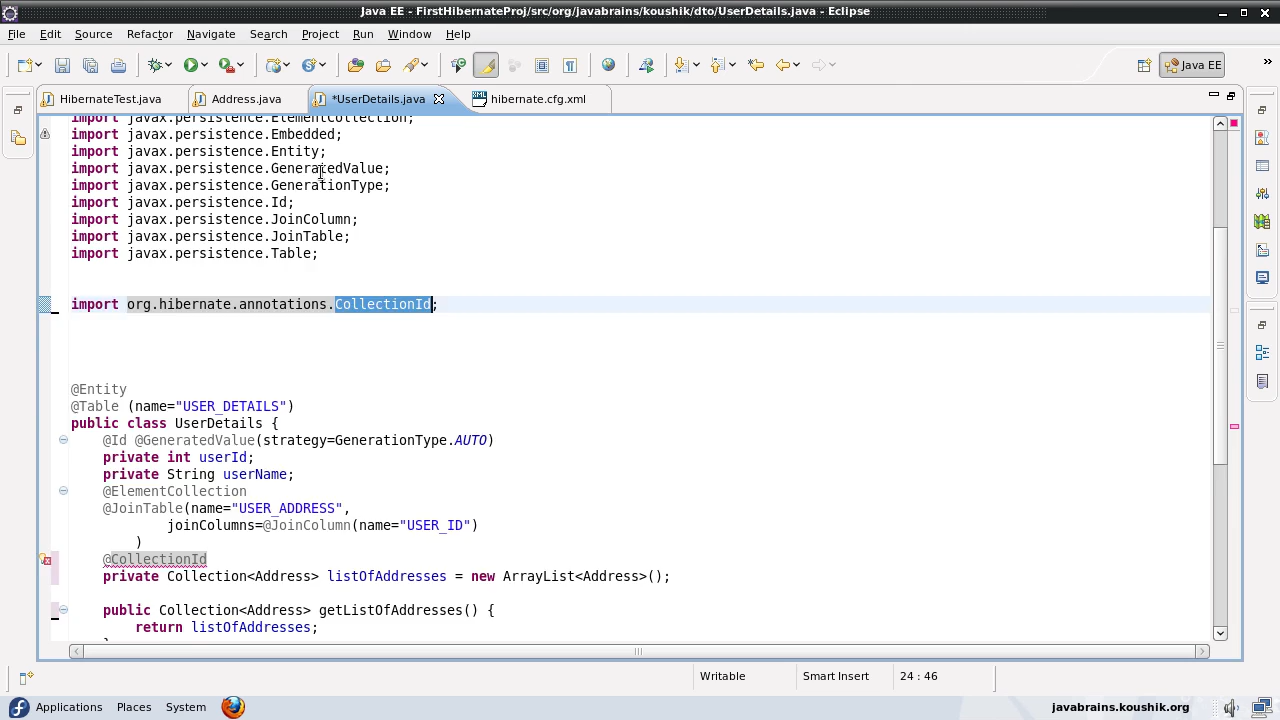 Java EE - FirstHibernateProj/src/org/javabrains/koushik/dto/UserDetails.java - Eclipse
File Edit Source Refactor Navigate Search Project Run Window Help
Java EE
HibernateTest.java Address.java *UserDetails.java hibernate.cfg.xml
import javax.persistence.ElementCollection;
import javax.persistence.Embedded;
import javax.persistence.Entity;
import javax.persistence.GeneratedValue;
import javax.persistence.GenerationType;
import javax.persistence.Id;
import javax.persistence.JoinColumn;
import javax.persistence.JoinTable;
import javax.persistence.Table;
import org.hibernate.annotations.CollectionId;
@Entity
@Table (name="USER_DETAILS")
public class UserDetails {
@Id @GeneratedValue(strategy=GenerationType.AUTO)
private int userId;
private String userName;
@ElementCollection
@JoinTable(name="USER_ADDRESS",
joinColumns=@JoinColumn(name="USER_ID")
)
@CollectionId
private Collection<Address> listOfAddresses = new ArrayList<Address>();
public Collection<Address> getListOfAddresses() {
return listOfAddresses;
}
Writable Smart Insert 24 : 46
Applications Places System javabrains.koushik.org